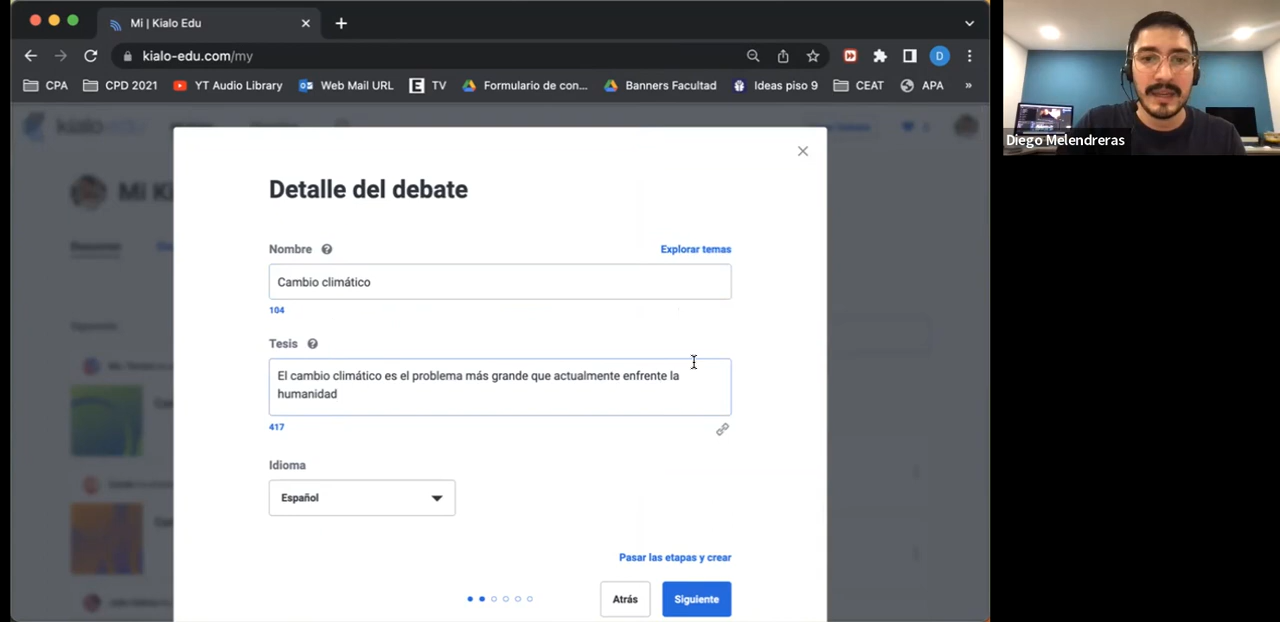 Mi | Kialo Edu
kialo-edu.com/my
D
CPA
CPD 2021
YT Audio Library
Web Mail URL
E TV
Formulario de con...
Banners Facultad
Ideas piso 9
CEAT
APA
»
Diego Melendreras
Detalle del debate
Nombre
Explorar temas
Cambio climático
104
Tesis
El cambio climático es el problema más grande que actualmente enfrente la
humanidad
417
Idioma
Español
Pasar las etapas y crear
Atrás
Siguiente